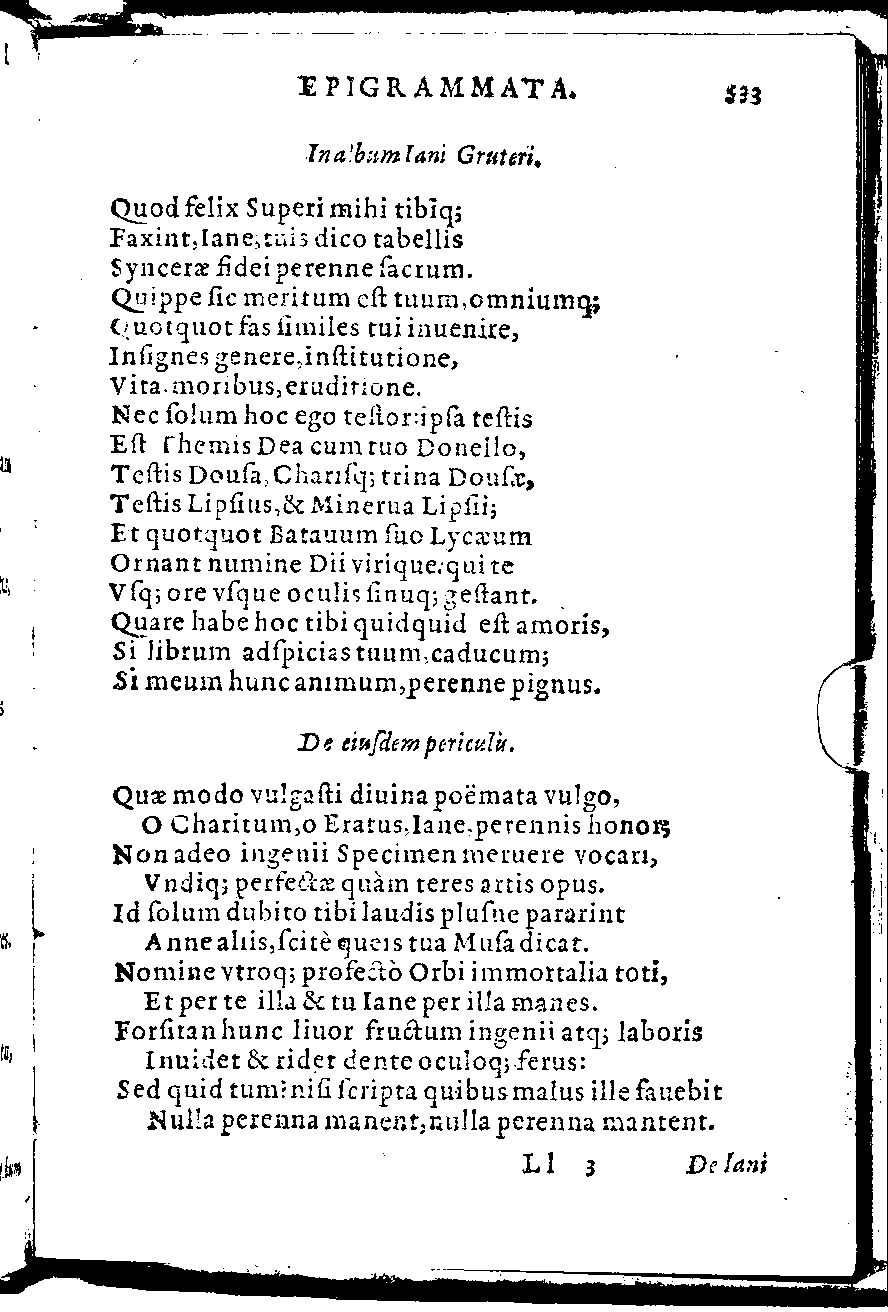 EPIGRAMMATA. 533
In album Iani Gruteri.
Quod felix Superi mihi tibiq;
Faxint, Iane, tuis dico tabellis
Synceræ fidei perenne ſacrum.
Quippe ſic meritum eſt tuum, omniumq;
Quotquot fas ſimiles tui inuenire,
Inſignes genere, inſtitutione,
Vita. moribus, eruditione.
Nec ſolum hoc ego teſtor: ipſa teſtis
Eſt Themis Dea cum tuo Donello,
Teſtis Douſa, Chariſq; trina Douſæ,
Teſtis Lipſius, & Minerua Lipſii;
Et quotquot Batauum ſuo Lycæum
Ornant numine Dii virique: qui te
Vſq; ore vſque oculis ſinuq; geſtant.
Quare habe hoc tibi quidquid eſt amoris,
Si librum adſpicias tuum, caducum;
Si meum hunc animum, perenne pignus.
De eiuſdem periculis.
Quæ modo vulgaſti diuina poëmata vulgo,
O Charitum, o Eratus, Iane, perennis honor;
Non adeo ingenii Specimen meruere vocari,
Vndiq; perfectæ quàm teres artis opus.
Id ſolum dubito tibi laudis pluſne pararint
Anne aliis, ſcitè queis tua Muſa dicat.
Nomine vtroq; profectò Orbi immortalia toti,
Et per te illa & tu Iane per illa manes.
Forſitan hunc liuor fructum ingenii atq; laboris
Inuidet & ridet dente oculoq; ferus:
Sed quid tum? niſi ſcripta quibus malus ille fauebit
Nulla perenna manent, nulla perenna manent.
Ll 3 De Iani